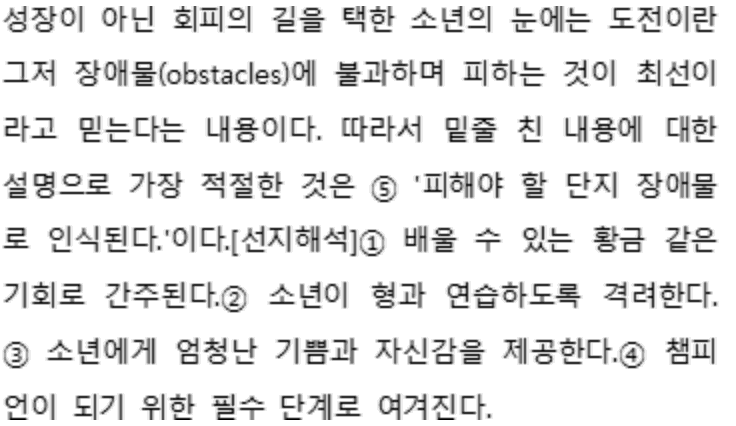 성장이 아닌 회피의 길을 택한 소년의 눈에는 도전이란
그저 장애물(obstacles)에 불과하며 피하는 것이 최선이
라고 믿는다는 내용이다. 따라서 밑줄 친 내용에 대한
설명으로 가장 적절한 것은 ⑤ '피해야 할 단지 장애물
로 인식된다.'이다.[선지해석]① 배울 수 있는 황금 같은
기회로 간주된다.② 소년이 형과 연습하도록 격려한다.
③ 소년에게 엄청난 기쁨과 자신감을 제공한다.④ 챔피
언이 되기 위한 필수 단계로 여겨진다.